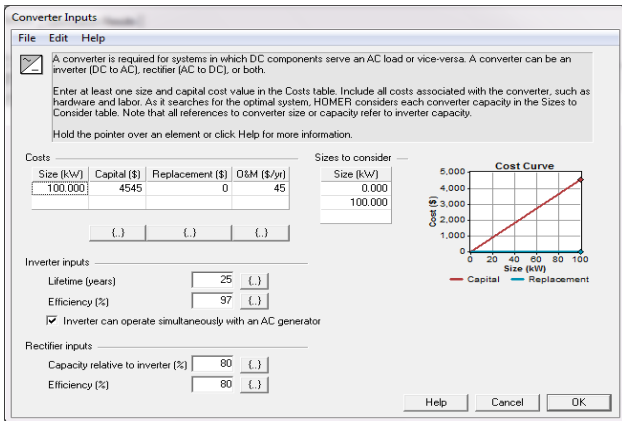 Converter Inputs
File Edit Help
A converter is required for systems in which DC components serve an AC load or vice-versa. A converter can be an
inverter (DC to AC), rectifier (AC to DC), or both.
Enter at least one size and capital cost value in the Costs table. Include all costs associated with the converter, such as
hardware and labor. As it searches for the optimal system, HOMER considers each converter capacity in the Sizes to
Consider table. Note that all references to converter size or capacity refer to inverter capacity.
Hold the pointer over an element or click Help for more information.
Costs
Size (kW) Capital ($) Replacement ($) O&M ($/yr)
100.000 4545 0 45
{..} {..} {..}
Sizes to consider
Size (kW)
0.000
100.000
Cost Curve
5,000
4,000
3,000
2,000
1,000
0
Cost ($)
0 20 40 60 80 100
Size (kW)
Capital Replacement
Inverter inputs
Lifetime (years) 25 {..}
Efficiency (%) 97 {..}
Inverter can operate simultaneously with an AC generator
Rectifier inputs
Capacity relative to inverter (%) 80 {..}
Efficiency (%) 80 {..}
Help Cancel OK